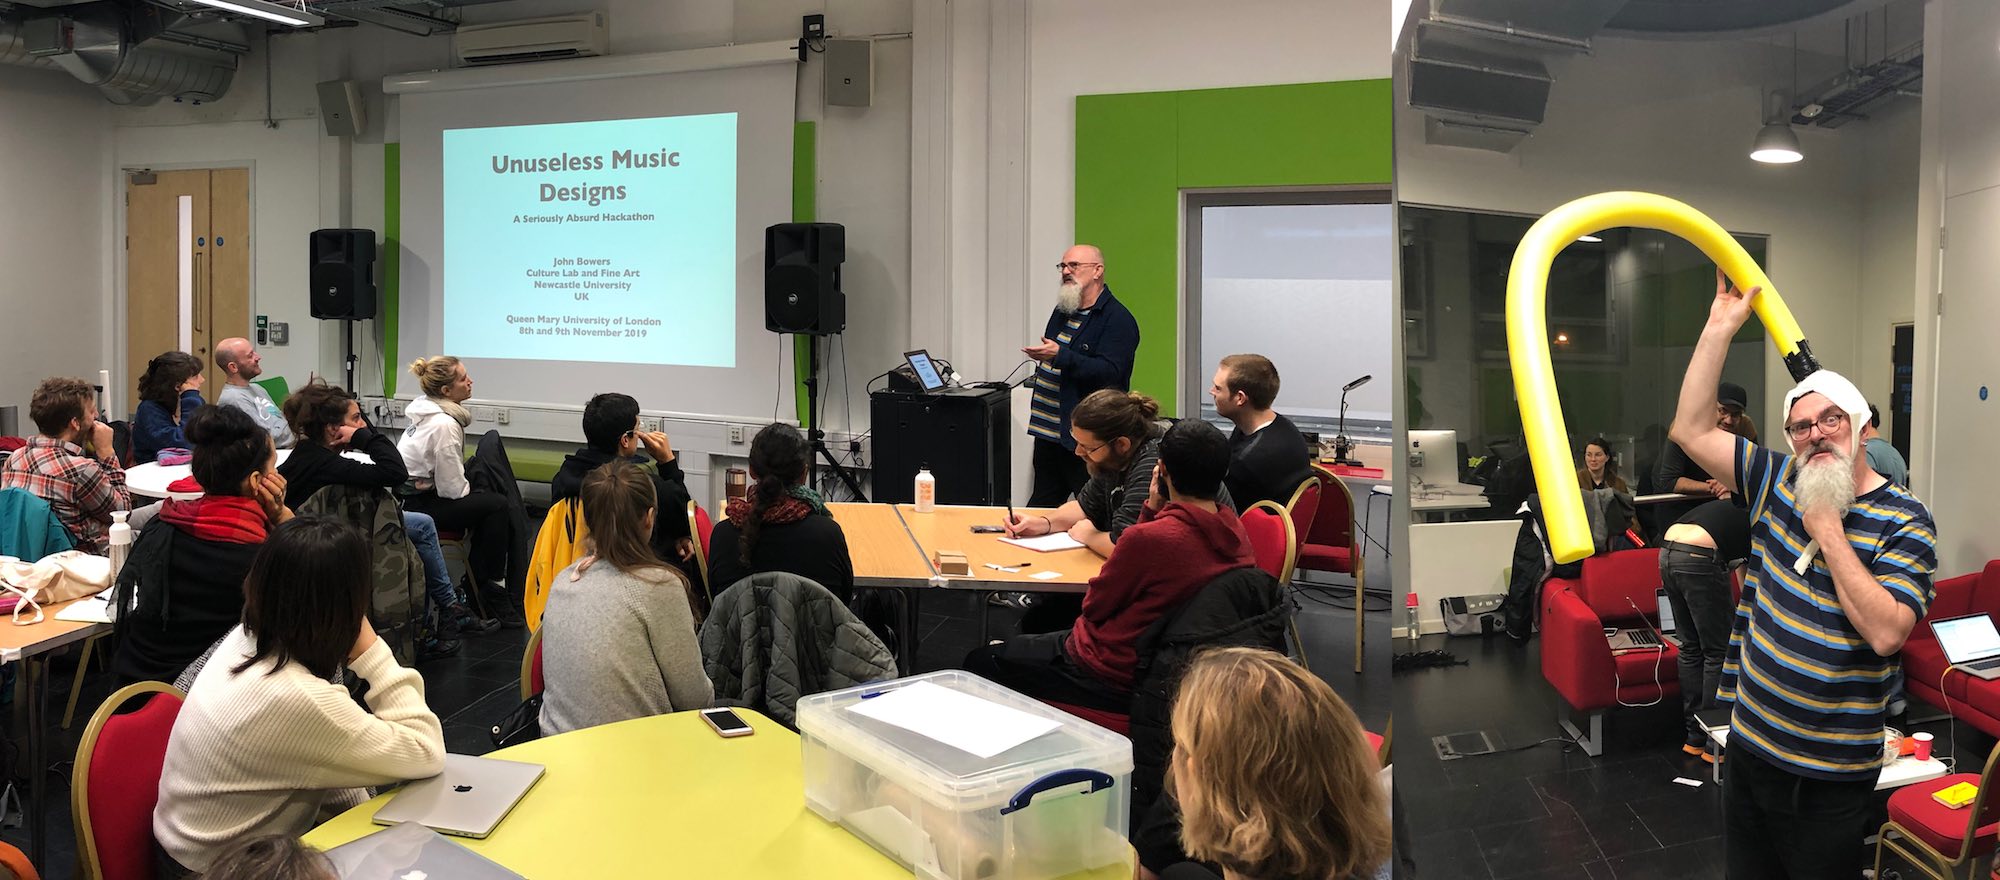 Unuseless Music
Designs
A Seriously Absurd Hackathon
John Bowers
Culture Lab and Fine Art
Newcastle University
UK
Queen Mary University of London
8th and 9th November 2019